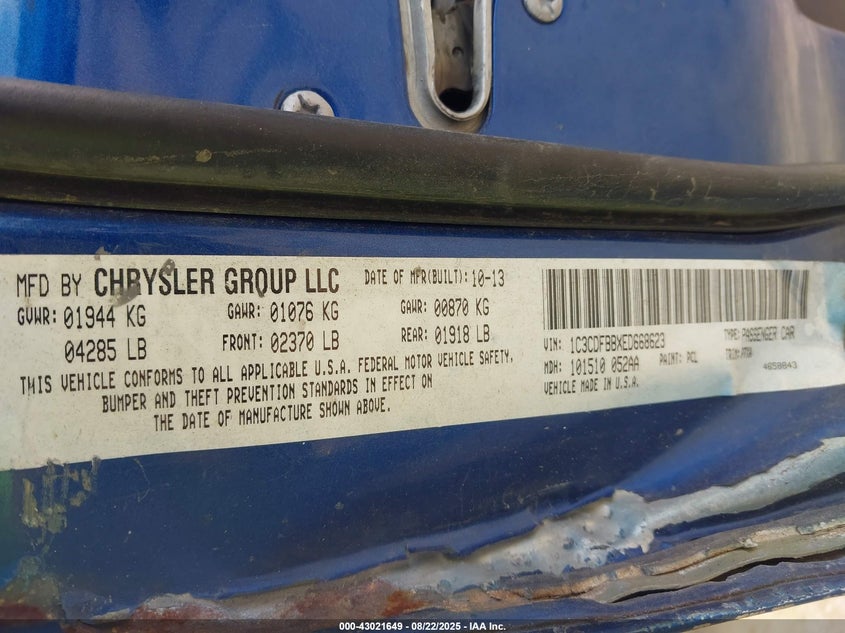 MFD BY CHRYSLER GROUP LLC DATE OF MFR(BUILT): 10-13
GVWR: 01944 KG GAWR: 01076 KG GAWR: 00870 KG
04285 LB FRONT: 02370 LB REAR: 01918 LB
THIS VEHICLE CONFORMS TO ALL APPLICABLE U.S.A. FEDERAL MOTOR VEHICLE SAFETY,
BUMPER AND THEFT PREVENTION STANDARDS IN EFFECT ON
THE DATE OF MANUFACTURE SHOWN ABOVE.
VIN: 1C3CDFBBXED668623 TYPE: PASSENGER CAR
MDH: 101510 052AA PAINT: PCL TRIM:
VEHICLE MADE IN U.S.A. 4658843
000-43021649 - 08/22/2025 - IAA Inc.